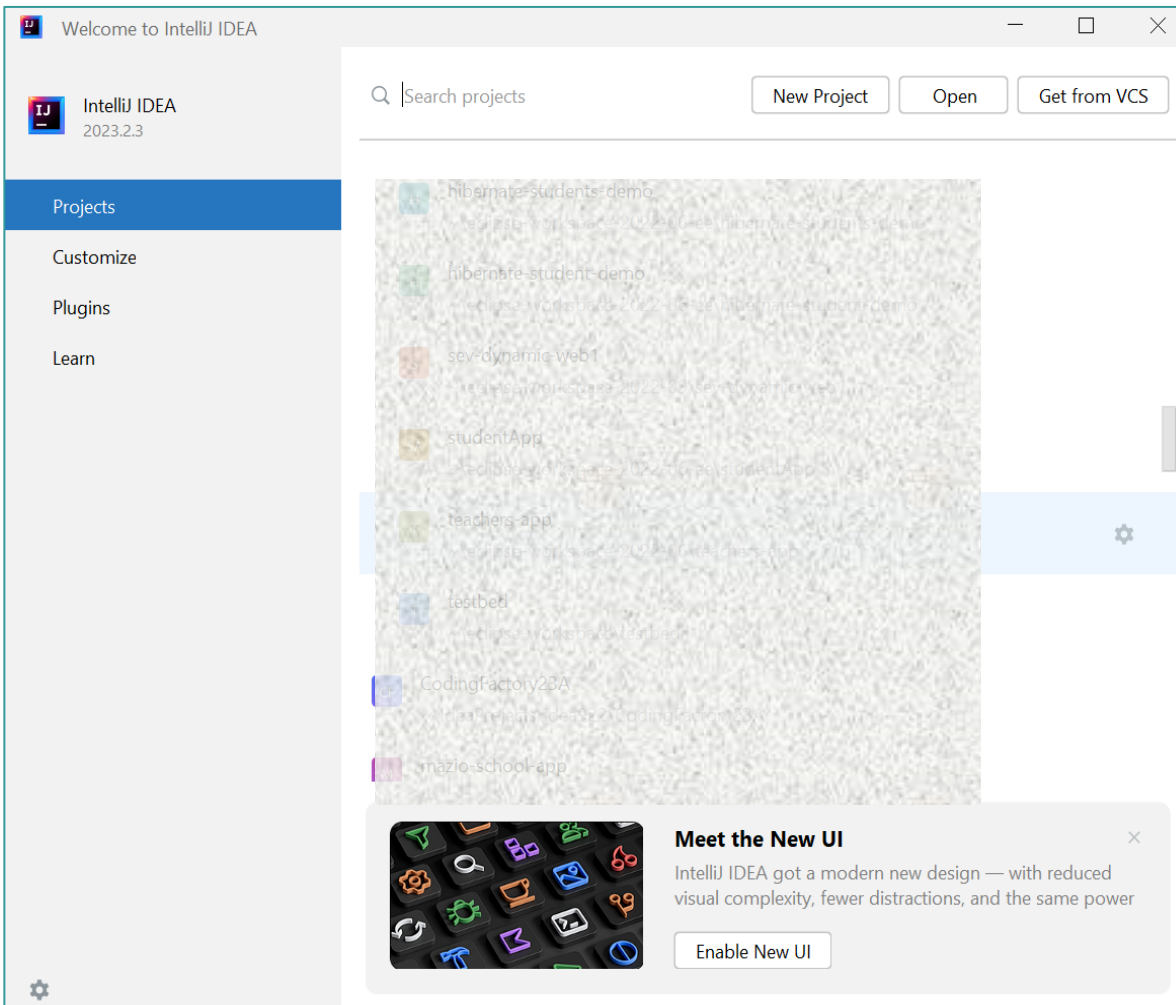 Welcome to IntelliJ IDEA
IntelliJ IDEA
2023.2.3
Search projects
New Project
Open
Get from VCS
Projects
Customize
Plugins
Learn
hibernate-students-demo
hibernate-student-demo
sev-dynamic-web1
studentApp
teachers-app
testbed
CodingFactory23A
mazio-school-app
Meet the New UI
IntelliJ IDEA got a modern new design — with reduced
visual complexity, fewer distractions, and the same power
Enable New UI